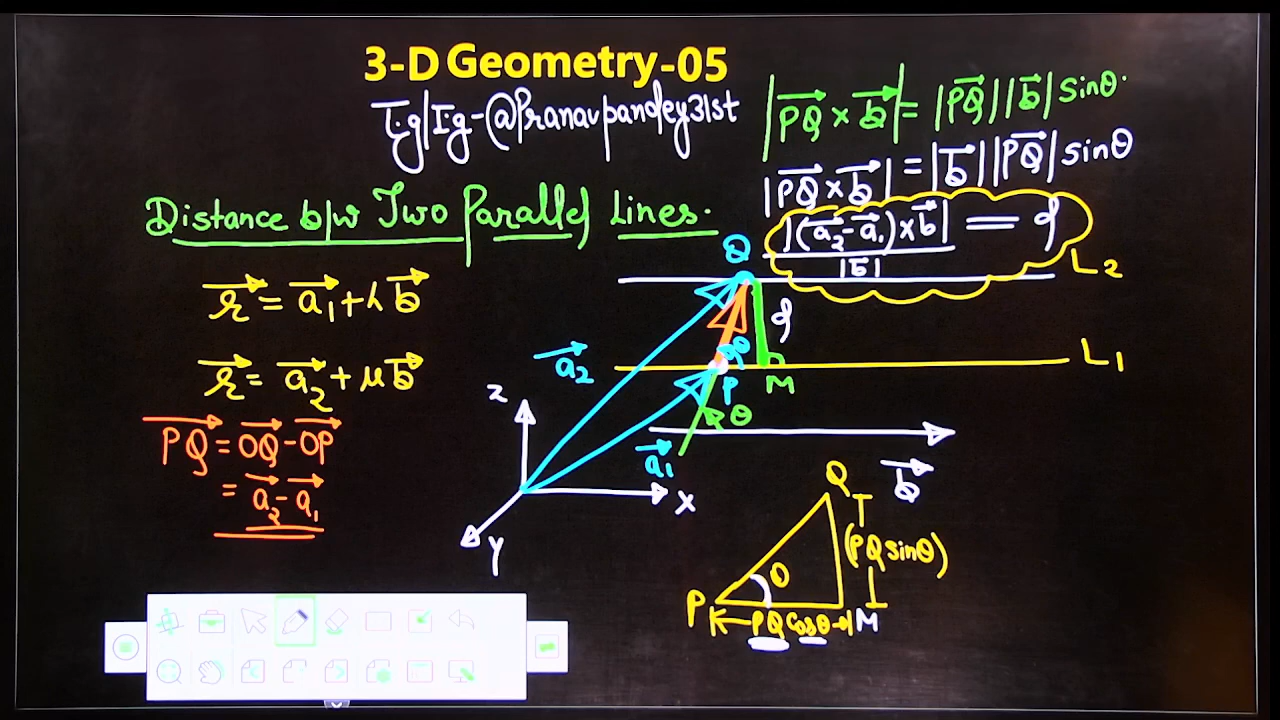 3-D Geometry-05
T.g|I.g-@Pranavpandey31st
|PQ × b| = |PQ||b| sinθ
|PQ × b| = |b||PQ| sinθ
|(a₂-a₁)×b| = d
|b|
Distance b/w Two Parallel Lines.
r = a₁+λb
r = a₂+μb
PQ = OQ-OP
= a₂-a₁
Q
L₂
d
a₂
θ
L₁
P
M
Z
θ
a₁
b
X
Y
Q
(PQ sinθ)
θ
P
PQ cosθ
M